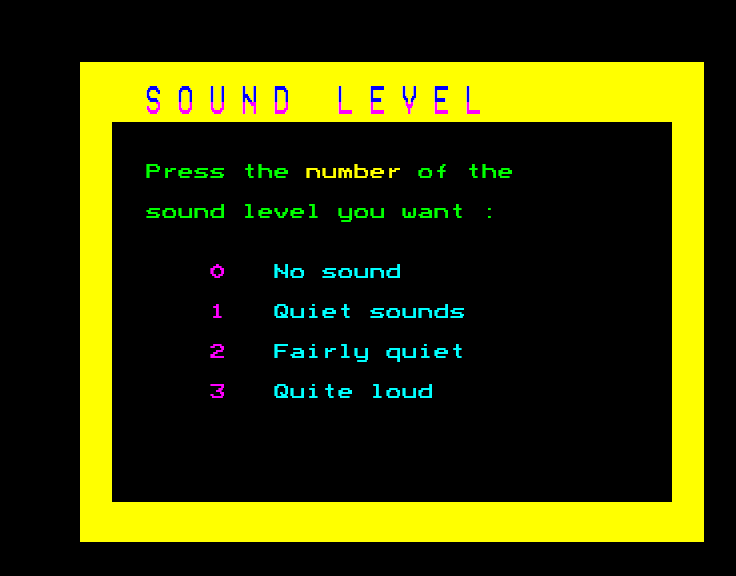 SOUND LEVEL
Press the number of the
sound level you want :
0 No sound
1 Quiet sounds
2 Fairly quiet
3 Quite loud